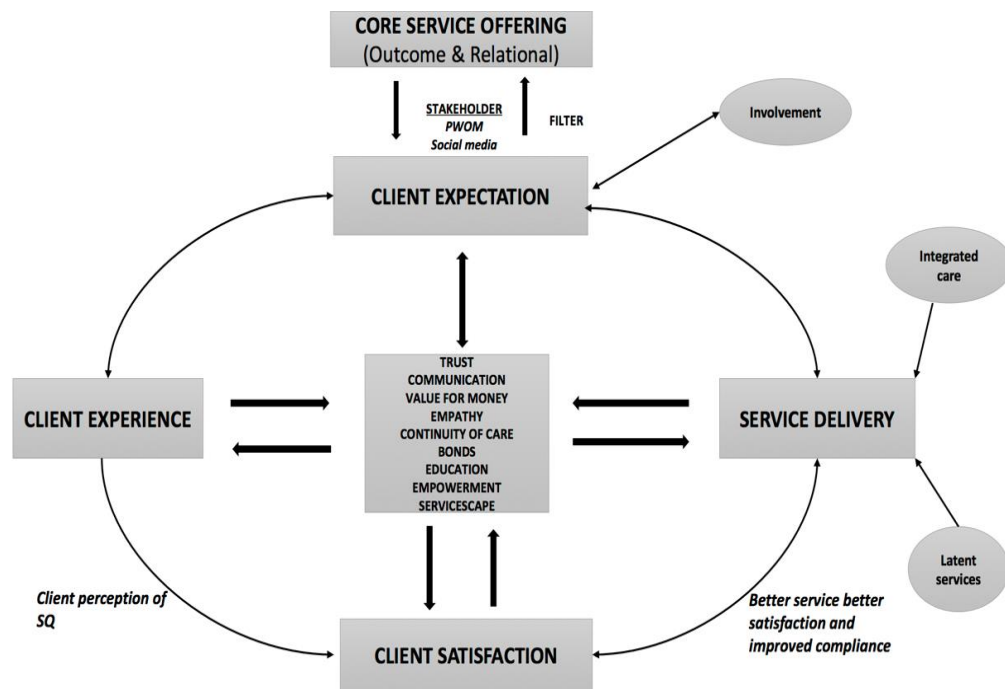 CORE SERVICE OFFERING
(Outcome & Relational)
STAKEHOLDER
PWOM
Social media
FILTER
Involvement
CLIENT EXPECTATION
Integrated
care
TRUST
COMMUNICATION
VALUE FOR MONEY
EMPATHY
CONTINUITY OF CARE
BONDS
EDUCATION
EMPOWERMENT
SERVICESCAPE
CLIENT EXPERIENCE
SERVICE DELIVERY
Latent
services
Client perception of
SQ
Better service better
satisfaction and
improved compliance
CLIENT SATISFACTION